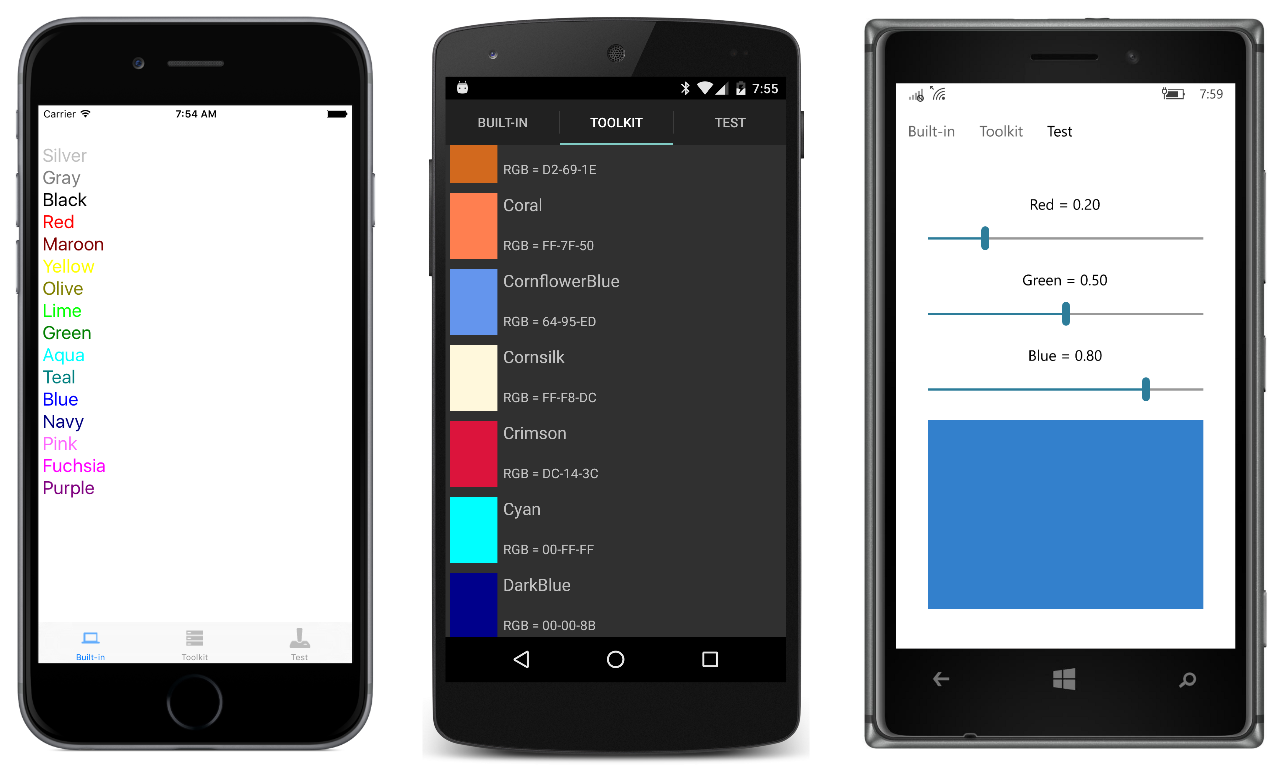 Carrier 7:54 AM
Silver
Gray
Black
Red
Maroon
Yellow
Olive
Lime
Green
Aqua
Teal
Blue
Navy
Pink
Fuchsia
Purple
Built-in Toolkit Test
7:55
BUILT-IN TOOLKIT TEST
RGB = D2-69-1E
Coral
RGB = FF-7F-50
CornflowerBlue
RGB = 64-95-ED
Cornsilk
RGB = FF-F8-DC
Crimson
RGB = DC-14-3C
Cyan
RGB = 00-FF-FF
DarkBlue
RGB = 00-00-8B
7:59
Built-in Toolkit Test
Red = 0.20
Green = 0.50
Blue = 0.80